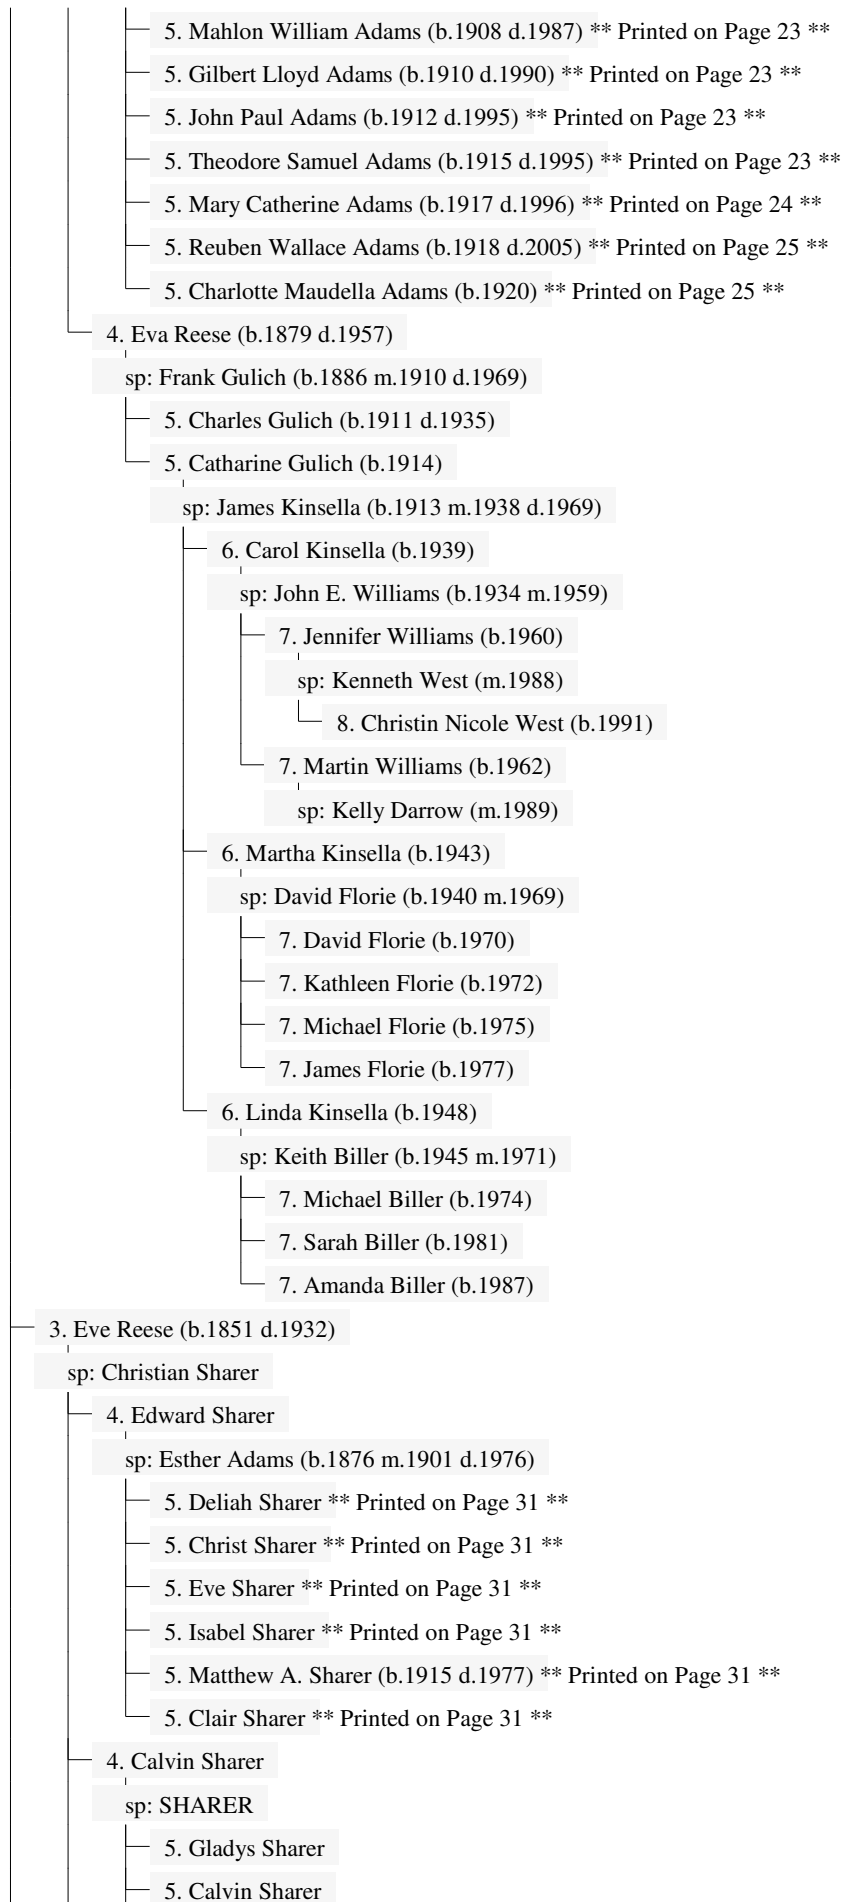 5. Mahlon William Adams (b.1908 d.1987) ** Printed on Page 23 **
5. Gilbert Lloyd Adams (b.1910 d.1990) ** Printed on Page 23 **
5. John Paul Adams (b.1912 d.1995) ** Printed on Page 23 **
5. Theodore Samuel Adams (b.1915 d.1995) ** Printed on Page 23 **
5. Mary Catherine Adams (b.1917 d.1996) ** Printed on Page 24 **
5. Reuben Wallace Adams (b.1918 d.2005) ** Printed on Page 25 **
5. Charlotte Maudella Adams (b.1920) ** Printed on Page 25 **
4. Eva Reese (b.1879 d.1957)
sp: Frank Gulich (b.1886 m.1910 d.1969)
5. Charles Gulich (b.1911 d.1935)
5. Catharine Gulich (b.1914)
sp: James Kinsella (b.1913 m.1938 d.1969)
6. Carol Kinsella (b.1939)
sp: John E. Williams (b.1934 m.1959)
7. Jennifer Williams (b.1960)
sp: Kenneth West (m.1988)
8. Christin Nicole West (b.1991)
7. Martin Williams (b.1962)
sp: Kelly Darrow (m.1989)
6. Martha Kinsella (b.1943)
sp: David Florie (b.1940 m.1969)
7. David Florie (b.1970)
7. Kathleen Florie (b.1972)
7. Michael Florie (b.1975)
7. James Florie (b.1977)
6. Linda Kinsella (b.1948)
sp: Keith Biller (b.1945 m.1971)
7. Michael Biller (b.1974)
7. Sarah Biller (b.1981)
7. Amanda Biller (b.1987)
3. Eve Reese (b.1851 d.1932)
sp: Christian Sharer
4. Edward Sharer
sp: Esther Adams (b.1876 m.1901 d.1976)
5. Deliah Sharer ** Printed on Page 31 **
5. Christ Sharer ** Printed on Page 31 **
5. Eve Sharer ** Printed on Page 31 **
5. Isabel Sharer ** Printed on Page 31 **
5. Matthew A. Sharer (b.1915 d.1977) ** Printed on Page 31 **
5. Clair Sharer ** Printed on Page 31 **
4. Calvin Sharer
sp: SHARER
5. Gladys Sharer
5. Calvin Sharer